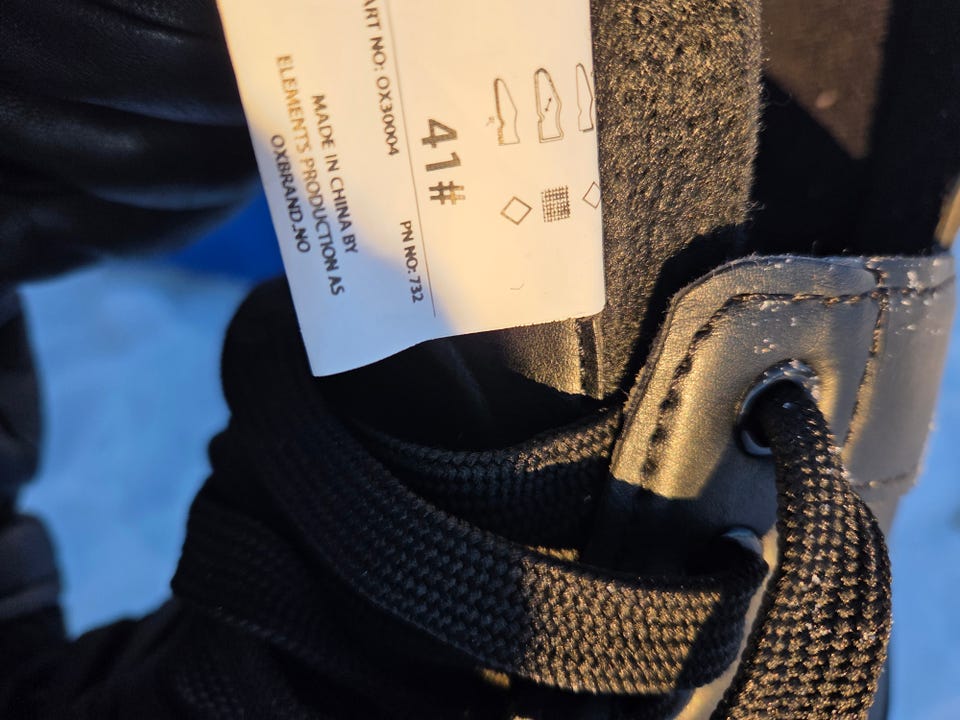 ART NO: OX30004
PN NO: 732
41#
MADE IN CHINA BY
ELEMENTS PRODUCTION AS
OXBRAND.NO